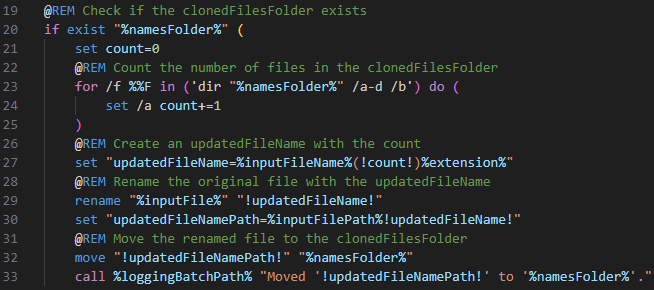 19 @REM Check if the clonedFilesFolder exists
20 if exist "%namesFolder%" (
21 set count=0
22 @REM Count the number of files in the clonedFilesFolder
23 for /f %%F in ('dir "%namesFolder%" /a-d /b') do (
24 set /a count+=1
25 )
26 @REM Create an updatedFileName with the count
27 set "updatedFileName=%inputFileName%(!count!)%extension%"
28 @REM Rename the original file with the updatedFileName
29 rename "%inputFile%" "!updatedFileName!"
30 set "updatedFileNamePath=%inputFilePath%!updatedFileName!"
31 @REM Move the renamed file to the clonedFilesFolder
32 move "!updatedFileNamePath!" "%namesFolder%"
33 call %loggingBatchPath% "Moved '!updatedFileNamePath!' to '%namesFolder%'."